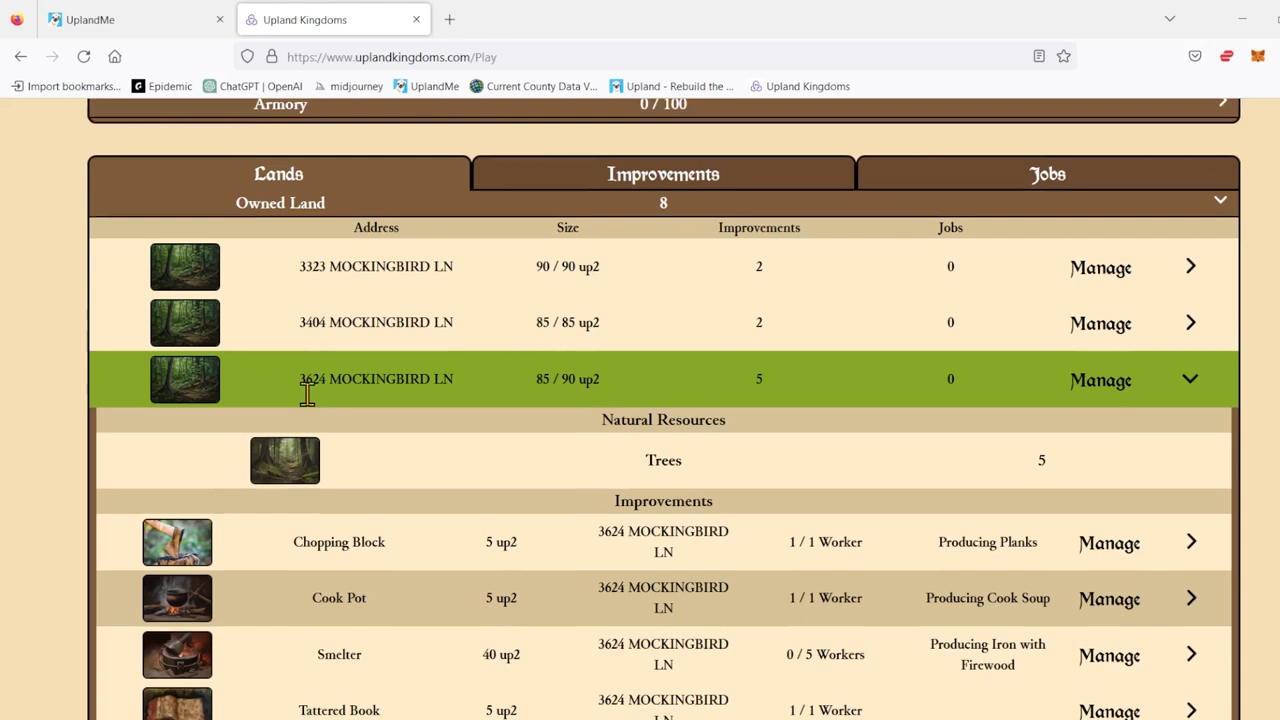 UplandMe
Upland Kingdoms
https://www.uplandkingdoms.com/Play
Import bookmarks... Epidemic ChatGPT | OpenAI midjourney UplandMe Current County Data V... Upland - Rebuild the ... Upland Kingdoms
Armory 0 / 100
Lands Improvements Jobs
Owned Land 8
Address Size Improvements Jobs
3323 MOCKINGBIRD LN 90 / 90 up2 2 0 Manage
3404 MOCKINGBIRD LN 85 / 85 up2 2 0 Manage
3624 MOCKINGBIRD LN 85 / 90 up2 5 0 Manage
Natural Resources
Trees 5
Improvements
Chopping Block 5 up2 3624 MOCKINGBIRD LN 1 / 1 Worker Producing Planks Manage
Cook Pot 5 up2 3624 MOCKINGBIRD LN 1 / 1 Worker Producing Cook Soup Manage
Smelter 40 up2 3624 MOCKINGBIRD LN 0 / 5 Workers Producing Iron with Firewood Manage
Tattered Book 5 up2 3624 MOCKINGBIRD 1 / 1 Worker Manage